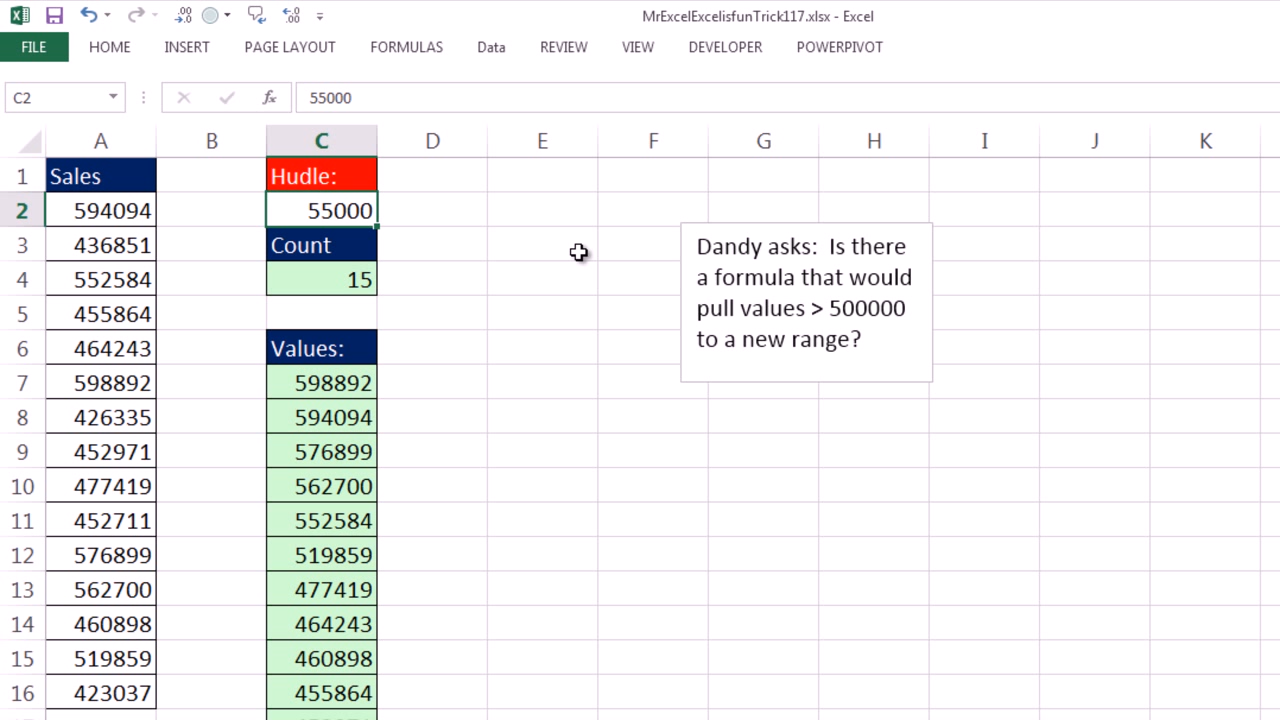 MrExcelExcelisfunTrick117.xlsx - Excel
FILE HOME INSERT PAGE LAYOUT FORMULAS Data REVIEW VIEW DEVELOPER POWERPIVOT
C2 fx 55000
A B C D E F G H I J K
1 Sales Hudle:
2 594094 55000
3 436851 Count
4 552584 15
5 455864
6 464243 Values:
7 598892 598892
8 426335 594094
9 452971 576899
10 477419 562700
11 452711 552584
12 576899 519859
13 562700 477419
14 460898 464243
15 519859 460898
16 423037 455864
Dandy asks: Is there
a formula that would
pull values > 500000
to a new range?